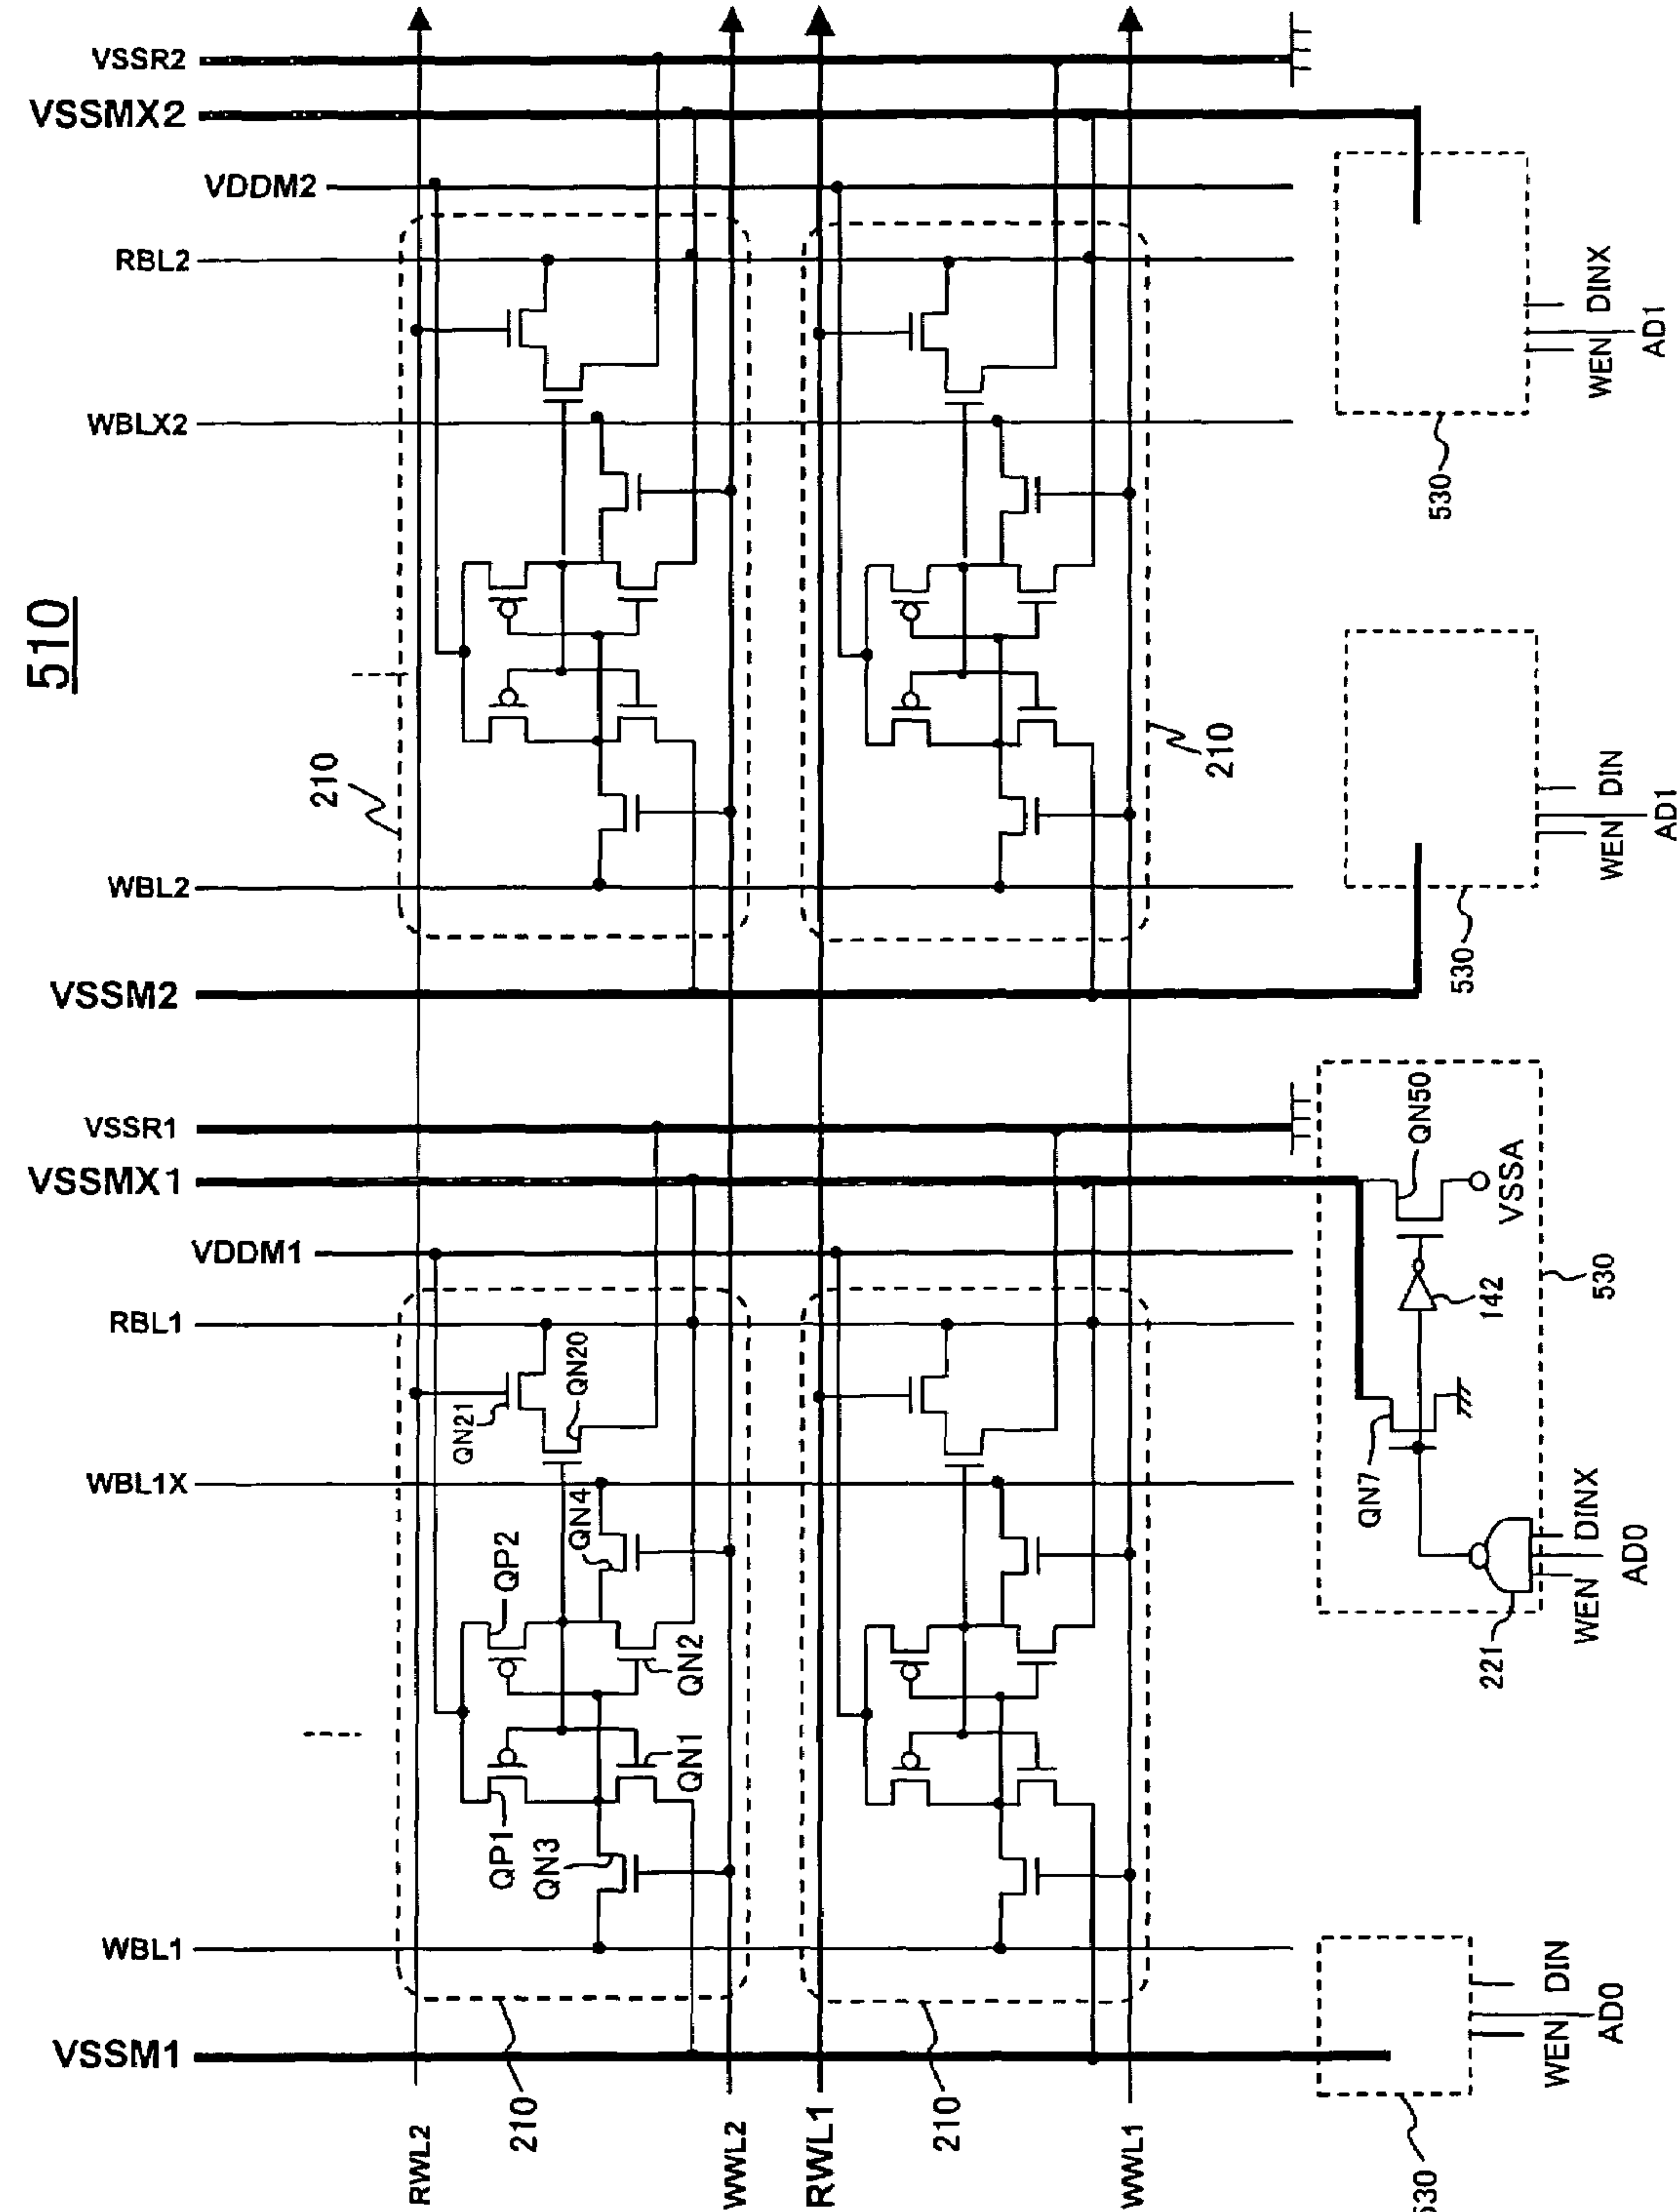 510
VSSR2
VSSMX2
VDDM2
RBL2
WBLX2
WBL2
VSSM2
VSSR1
VSSMX1
VDDM1
RBL1
WBL1X
WBL1
VSSM1
210
210
QN21
QN20
QN4
QP2
QN2
QN1
QP1
QN3
210
210
RWL2
WWL2
RWL1
WWL1
530
WEN
DINX
AD1
530
WEN
DIN
AD1
QN50
VSSA
142
530
QN7
221
WEN
DINX
AD0
530
WEN
DIN
AD0